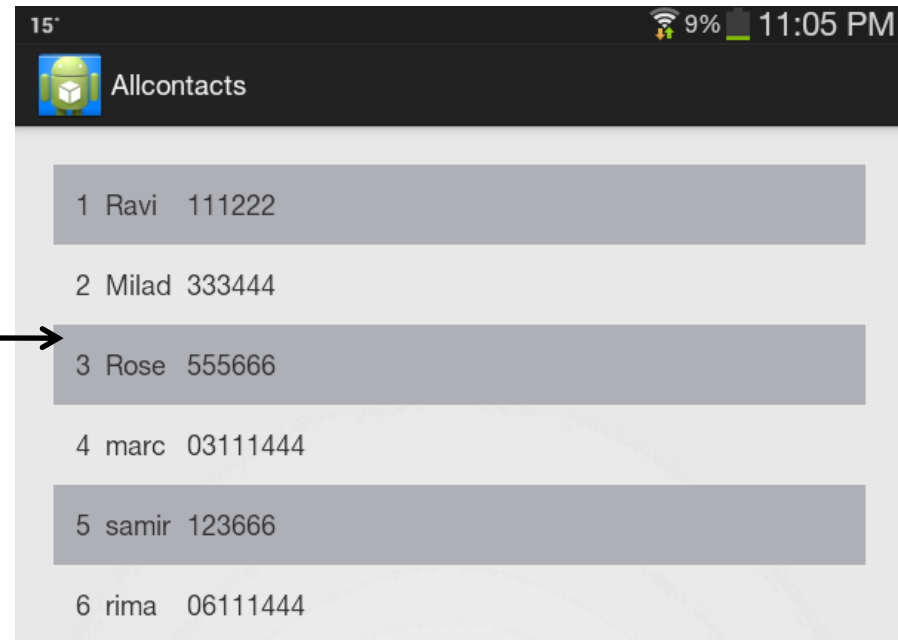 15° 9% 11:05 PM
Allcontacts
1 Ravi 111222
2 Milad 333444
3 Rose 555666
4 marc 03111444
5 samir 123666
6 rima 06111444